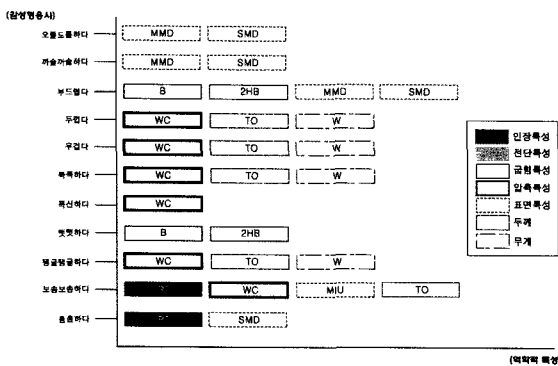 (감성형용사)
오돌도돌하다 MMD SMD
까슬까슬하다 MMD SMD
부드럽다 B 2HB MMD SMD
두껍다 WC TO W
무겁다 WC TO W
톡톡하다 WC TO W
폭신하다 WC
빳빳하다 B 2HB
탱글탱글하다 WC TO W
보송보송하다 WC MIU TO
촘촘하다 SMD
인장특성
전단특성
굽힘특성
압축특성
표면특성
두께
무게
(역학적 특성